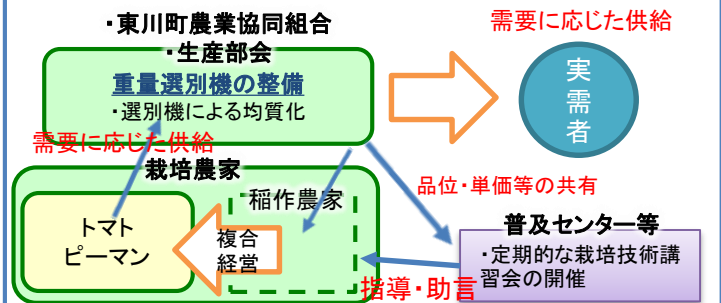 ・東川町農業協同組合
・生産部会
重量選別機の整備
・選別機による均質化
需要に応じた供給
実
需
者
需要に応じた供給
栽培農家
トマト
ピーマン
複合
経営
稲作農家
品位・単価等の共有
普及センター等
・定期的な栽培技術講
習会の開催
指導・助言